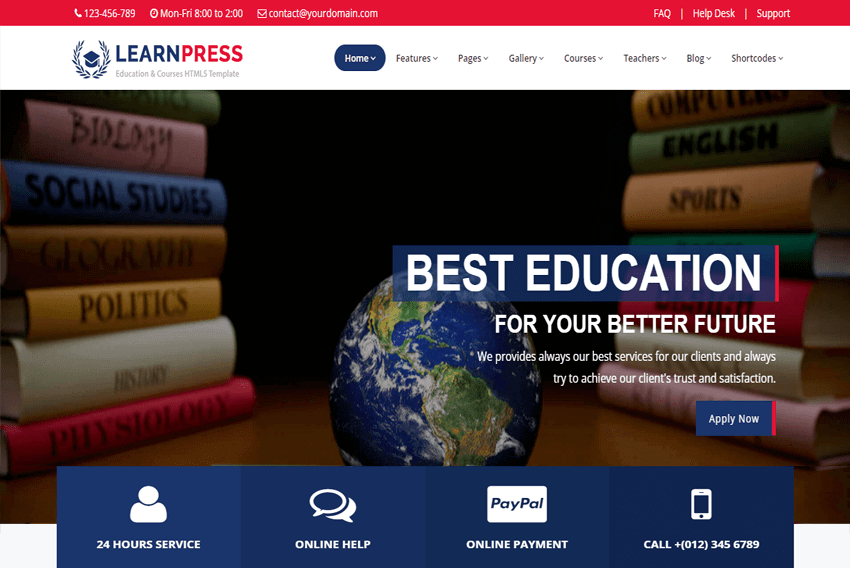 123-456-789 Mon-Fri 8:00 to 2:00 contact@yourdomain.com FAQ | Help Desk | Support
LEARNPRESS
Education & Courses HTML5 Template
Home Features Pages Gallery Courses Teachers Blog Shortcodes
BIOLOGY
SOCIAL STUDIES
GEOGRAPHY
POLITICS
HISTORY
PHYSIOLOGY
COMPUTERS
ENGLISH
SPORTS
BEST EDUCATION
FOR YOUR BETTER FUTURE
We provides always our best services for our clients and always
try to achieve our client's trust and satisfaction.
Apply Now
PayPal
24 HOURS SERVICE ONLINE HELP ONLINE PAYMENT CALL +(012) 345 6789